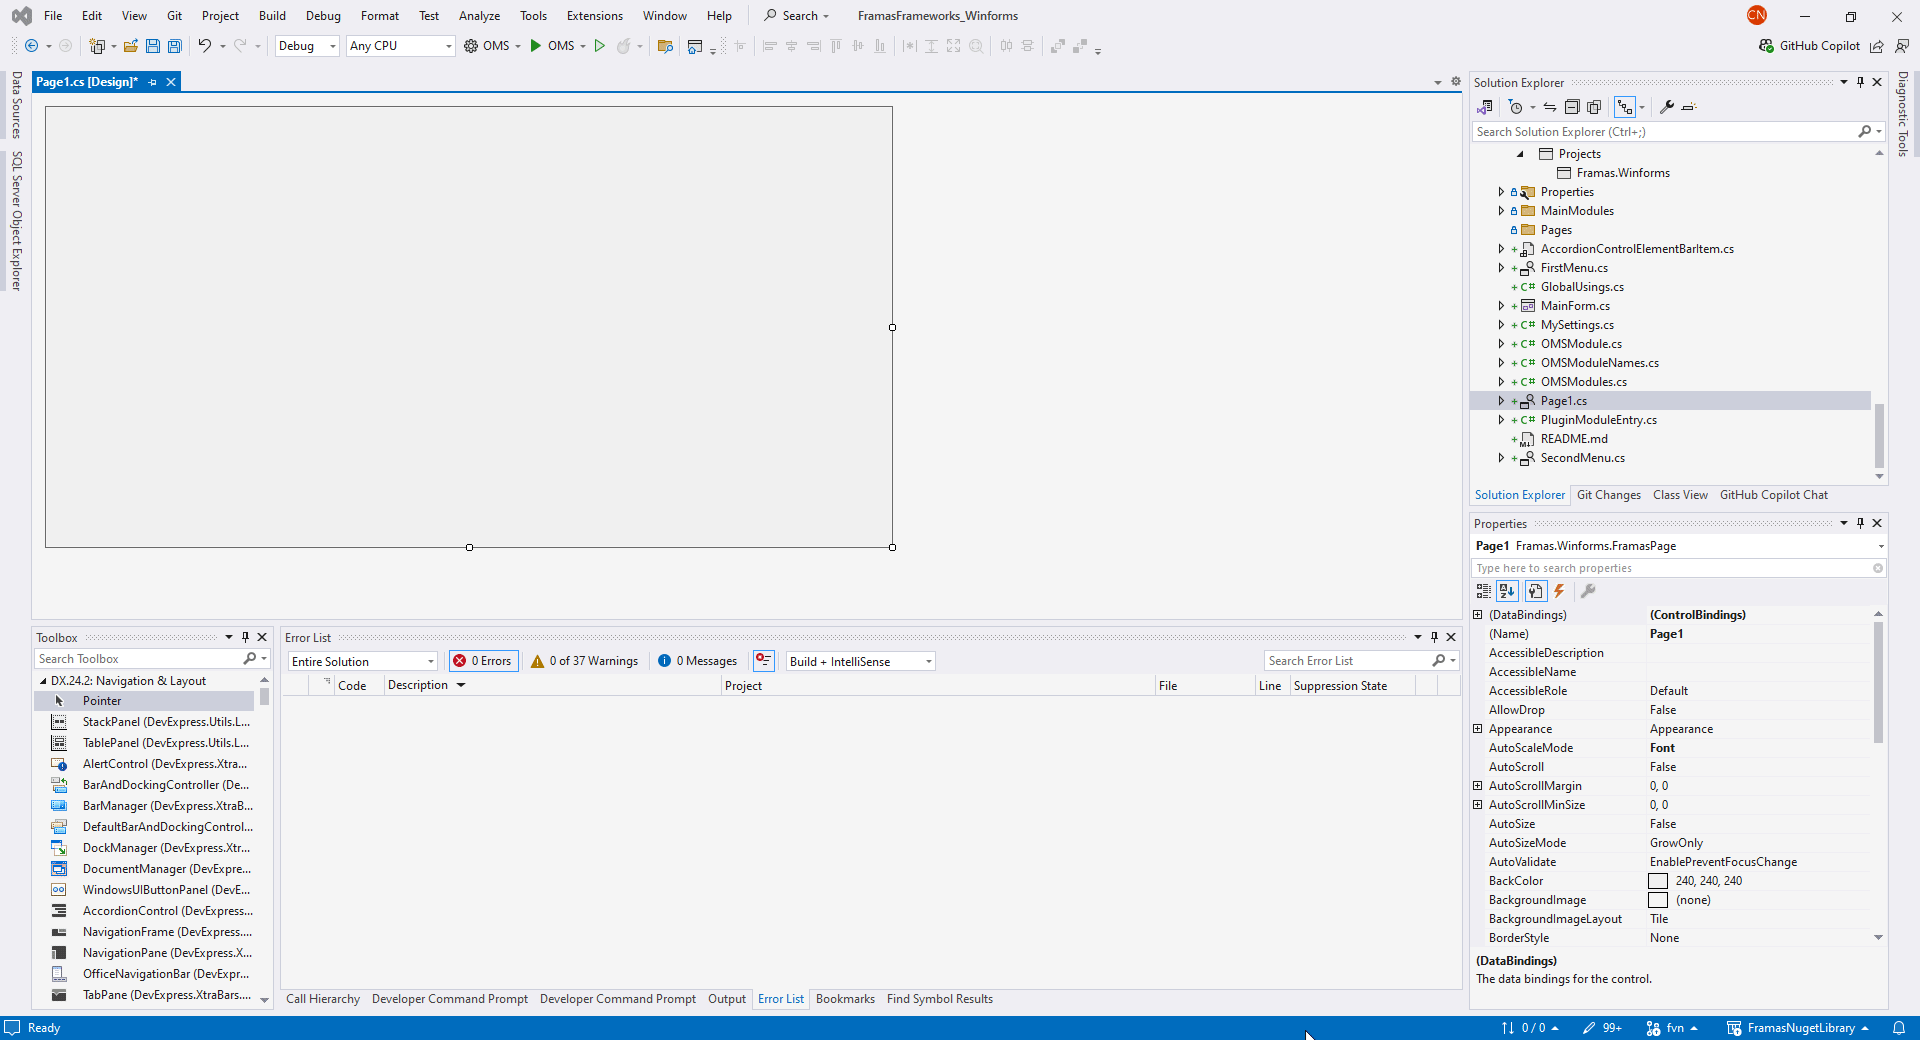 File Edit View Git Project Build Debug Format Test Analyze Tools Extensions Window Help Search FramasFrameworks_Winforms CN
Debug Any CPU OMS OMS GitHub Copilot
Data Sources
SQL Server Object Explorer
Page1.cs [Design]*
Solution Explorer
Search Solution Explorer (Ctrl+;)
Projects
Framas.Winforms
Properties
MainModules
Pages
AccordionControlElementBarItem.cs
FirstMenu.cs
C# GlobalUsings.cs
MainForm.cs
C# MySettings.cs
C# OMSModule.cs
C# OMSModuleNames.cs
C# OMSModules.cs
Page1.cs
C# PluginModuleEntry.cs
README.md
SecondMenu.cs
Solution Explorer Git Changes Class View GitHub Copilot Chat
Diagnostic Tools
Properties
Page1 Framas.Winforms.FramasPage
Type here to search properties
(DataBindings) (ControlBindings)
(Name) Page1
AccessibleDescription
AccessibleName
AccessibleRole Default
AllowDrop False
Appearance Appearance
AutoScaleMode Font
AutoScroll False
AutoScrollMargin 0, 0
AutoScrollMinSize 0, 0
AutoSize False
AutoSizeMode GrowOnly
AutoValidate EnablePreventFocusChange
BackColor 240, 240, 240
BackgroundImage (none)
BackgroundImageLayout Tile
BorderStyle None
(DataBindings)
The data bindings for the control.
Toolbox
Search Toolbox
DX.24.2: Navigation & Layout
Pointer
StackPanel (DevExpress.Utils.L...
TablePanel (DevExpress.Utils.L...
AlertControl (DevExpress.Xtra...
BarAndDockingController (De...
BarManager (DevExpress.XtraB...
DefaultBarAndDockingControl...
DockManager (DevExpress.Xtr...
DocumentManager (DevExpre...
WindowsUIButtonPanel (DevE...
AccordionControl (DevExpress...
NavigationFrame (DevExpress....
NavigationPane (DevExpress.X...
OfficeNavigationBar (DevExpr...
TabPane (DevExpress.XtraBars....
Error List
Entire Solution 0 Errors 0 of 37 Warnings 0 Messages Build + IntelliSense Search Error List
Code Description Project File Line Suppression State
Call Hierarchy Developer Command Prompt Developer Command Prompt Output Error List Bookmarks Find Symbol Results
Ready 0 / 0 99+ fvn FramasNugetLibrary